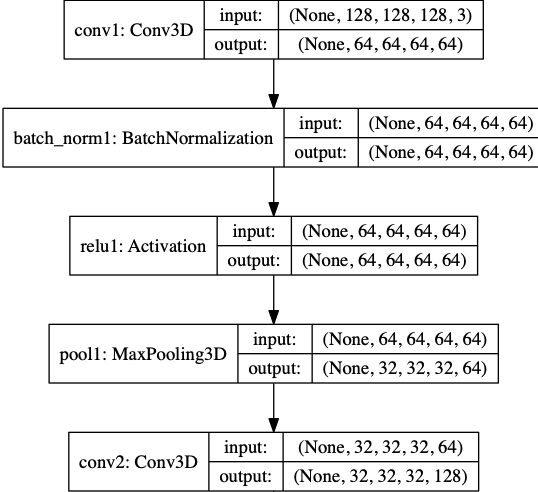 conv1: Conv3D
input: (None, 128, 128, 128, 3)
output: (None, 64, 64, 64, 64)
batch_norm1: BatchNormalization
input: (None, 64, 64, 64, 64)
output: (None, 64, 64, 64, 64)
relu1: Activation
input: (None, 64, 64, 64, 64)
output: (None, 64, 64, 64, 64)
pool1: MaxPooling3D
input: (None, 64, 64, 64, 64)
output: (None, 32, 32, 32, 64)
conv2: Conv3D
input: (None, 32, 32, 32, 64)
output: (None, 32, 32, 32, 128)